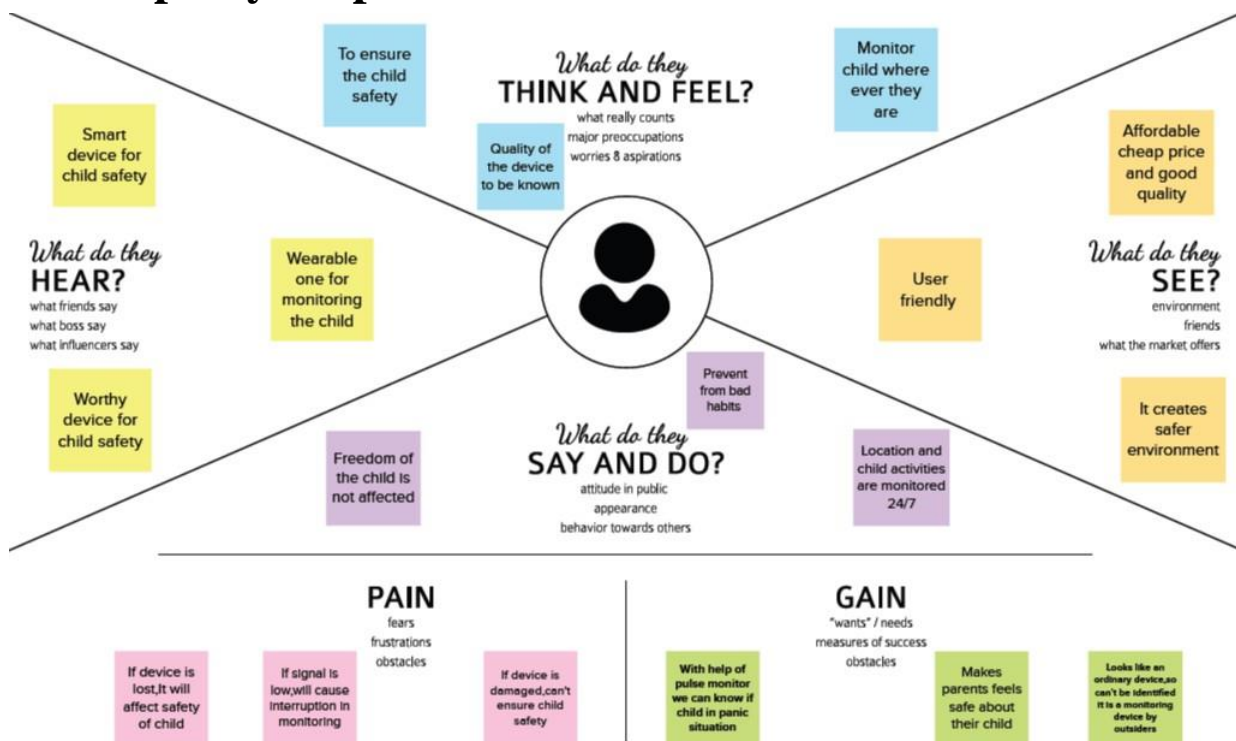 To ensure
the child
safety
What do they
THINK AND FEEL?
what really counts
major preoccupations
worries & aspirations
Monitor
child where
ever they
are
Quality of
the device
to be known
Smart
device for
child safety
What do they
HEAR?
what friends say
what boss say
what influencers say
Wearable
one for
monitoring
the child
Worthy
device for
child safety
Affordable
cheap price
and good
quality
User
friendly
What do they
SEE?
environment
friends
what the market offers
It creates
safer
environment
Prevent
from bad
habits
Freedom of
the child is
not affected
What do they
SAY AND DO?
attitude in public
appearance
behavior towards others
Location and
child activities
are monitored
24/7
PAIN
fears
frustrations
obstacles
If device is
lost,It will
affect safety
of child
If signal is
low,will cause
interruption in
monitoring
If device is
damaged,can't
ensure child
safety
GAIN
"wants" / needs
measures of success
obstacles
With help of
pulse monitor
we can know if
child in panic
situation
Makes
parents feels
safe about
their child
Looks like an
ordinary device,so
can't be identified
it is a monitoring
device by
outsiders